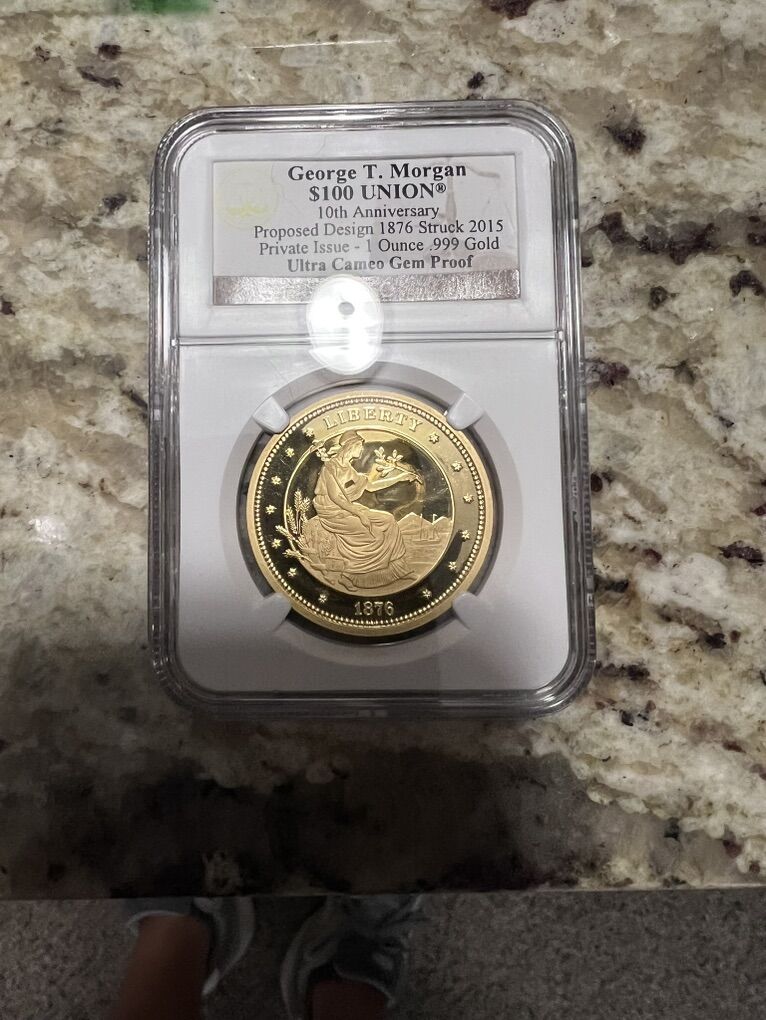 George T. Morgan
$100 UNION®
10th Anniversary
Proposed Design 1876 Struck 2015
Private Issue - 1 Ounce .999 Gold
Ultra Cameo Gem Proof
LIBERTY
1876